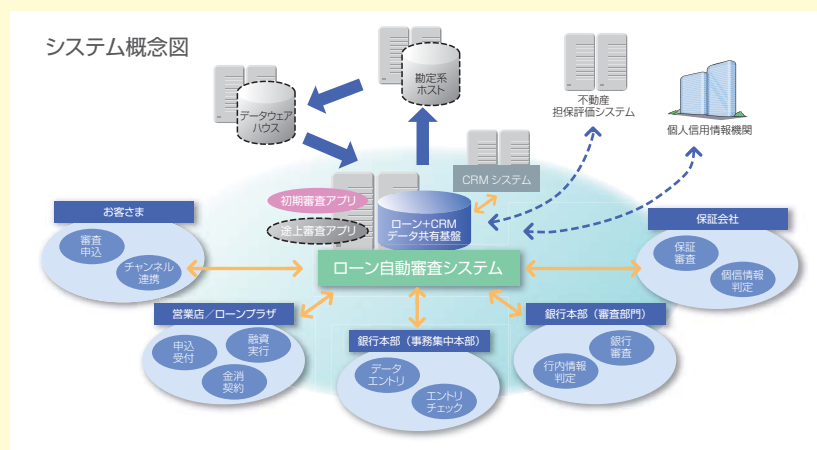 システム概念図
勘定系
ホスト
データウェア
ハウス
不動産
担保評価システム
個人信用情報機関
CRM システム
初期審査アプリ
途上審査アプリ
ローン+CRM
データ共有基盤
ローン自動審査システム
お客さま
審査
申込
チャンネル
連携
保証会社
保証
審査
個信情報
判定
営業店／ローンプラザ
申込
受付
融資
実行
金消
契約
銀行本部（事務集中本部）
データ
エントリ
エントリ
チェック
銀行本部（審査部門）
銀行
審査
行内情報
判定